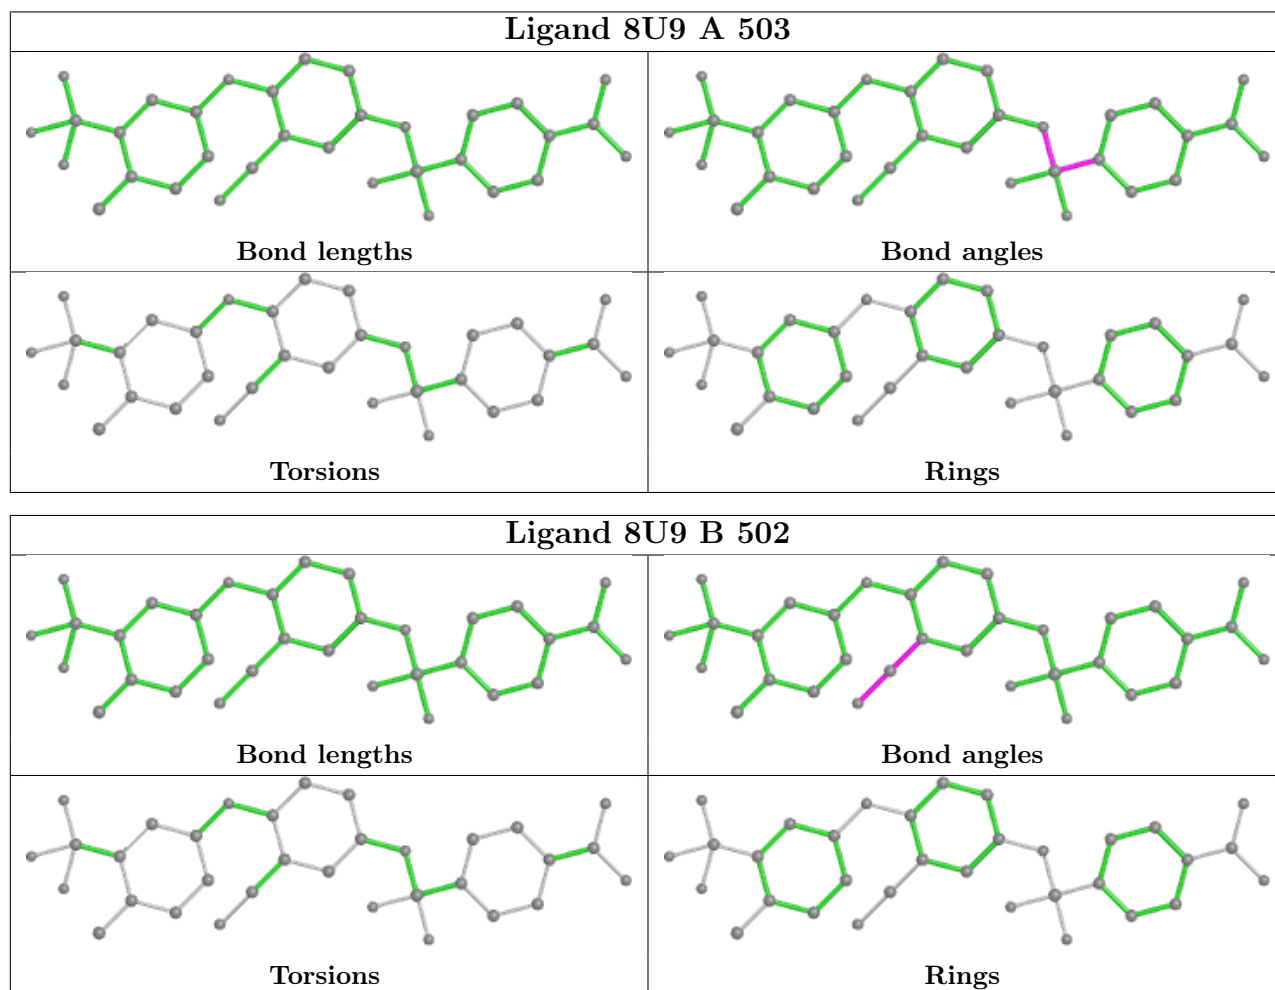 Ligand 8U9 A 503
Bond lengths
Bond angles
Torsions
Rings
Ligand 8U9 B 502
Bond lengths
Bond angles
Torsions
Rings